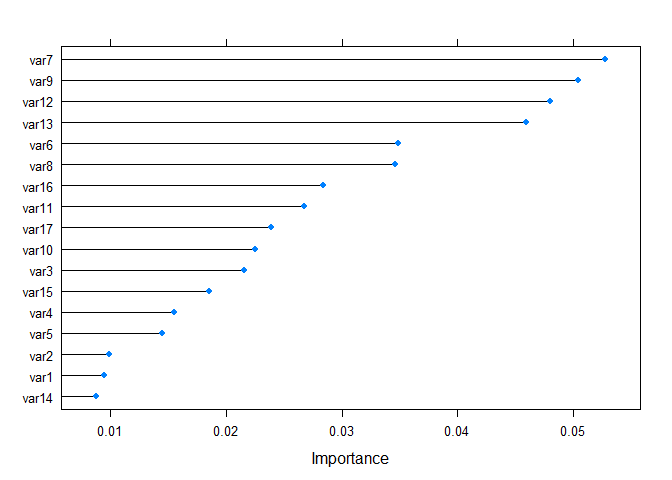 var7
var9
var12
var13
var6
var8
var16
var11
var17
var10
var3
var15
var4
var5
var2
var1
var14
0.01 0.02 0.03 0.04 0.05
Importance